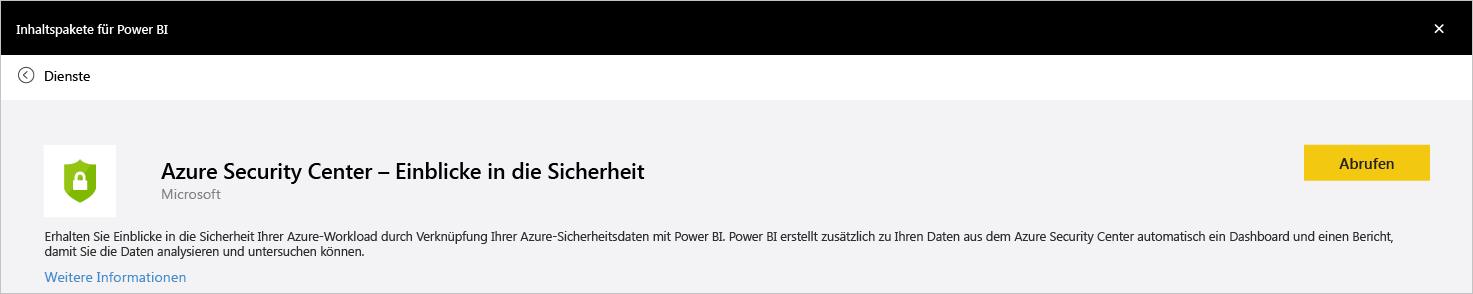 Inhaltspakete für Power BI
Dienste
Azure Security Center – Einblicke in die Sicherheit
Microsoft
Abrufen
Erhalten Sie Einblicke in die Sicherheit Ihrer Azure-Workload durch Verknüpfung Ihrer Azure-Sicherheitsdaten mit Power BI. Power BI erstellt zusätzlich zu Ihren Daten aus dem Azure Security Center automatisch ein Dashboard und einen Bericht,
damit Sie die Daten analysieren und untersuchen können.
Weitere Informationen